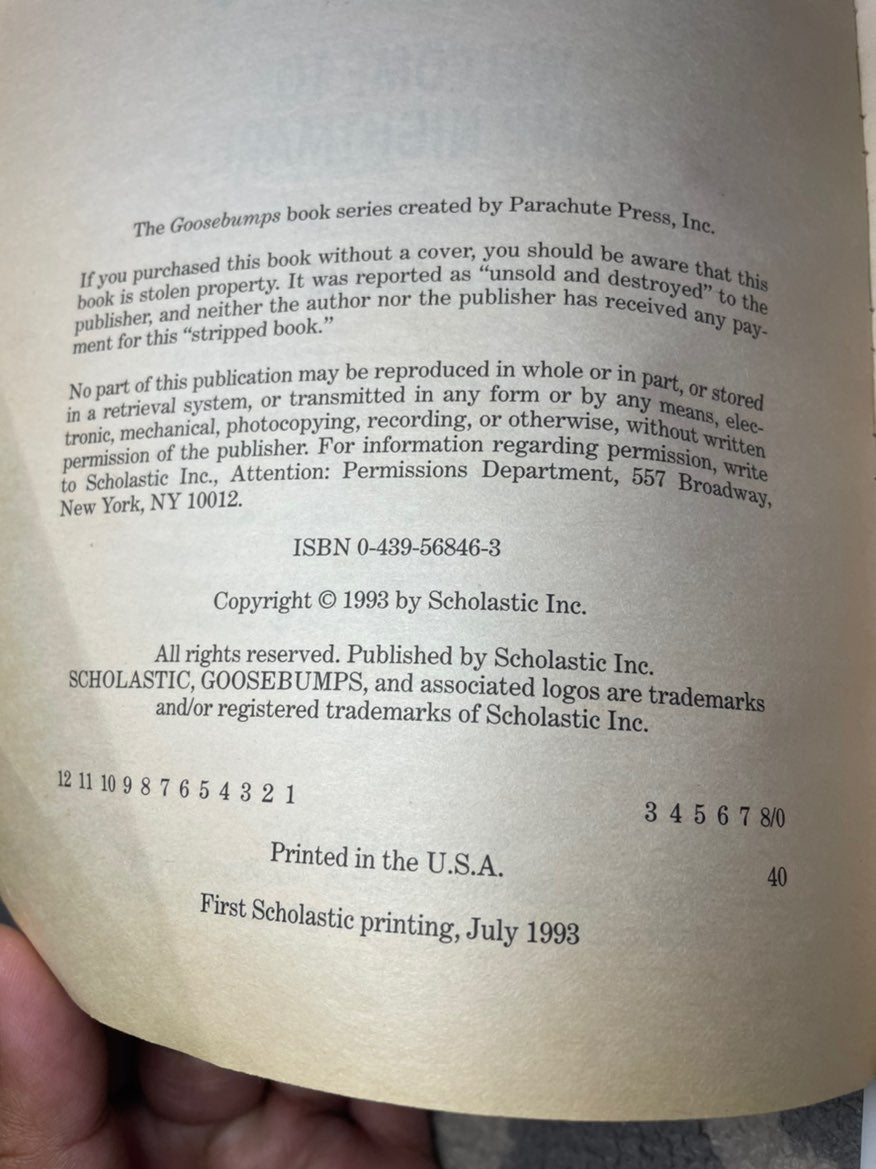 The Goosebumps book series created by Parachute Press, Inc.
If you purchased this book without a cover, you should be aware that this
book is stolen property. It was reported as “unsold and destroyed” to the
publisher, and neither the author nor the publisher has received any pay-
ment for this “stripped book.”
No part of this publication may be reproduced in whole or in part, or stored
in a retrieval system, or transmitted in any form or by any means, elec-
tronic, mechanical, photocopying, recording, or otherwise, without written
permission of the publisher. For information regarding permission, write
to Scholastic Inc., Attention: Permissions Department, 557 Broadway,
New York, NY 10012.
ISBN 0-439-56846-3
Copyright © 1993 by Scholastic Inc.
All rights reserved. Published by Scholastic Inc.
SCHOLASTIC, GOOSEBUMPS, and associated logos are trademarks
and/or registered trademarks of Scholastic Inc.
12 11 10 9 8 7 6 5 4 3 2 1
3 4 5 6 7 8/0
Printed in the U.S.A.
40
First Scholastic printing, July 1993